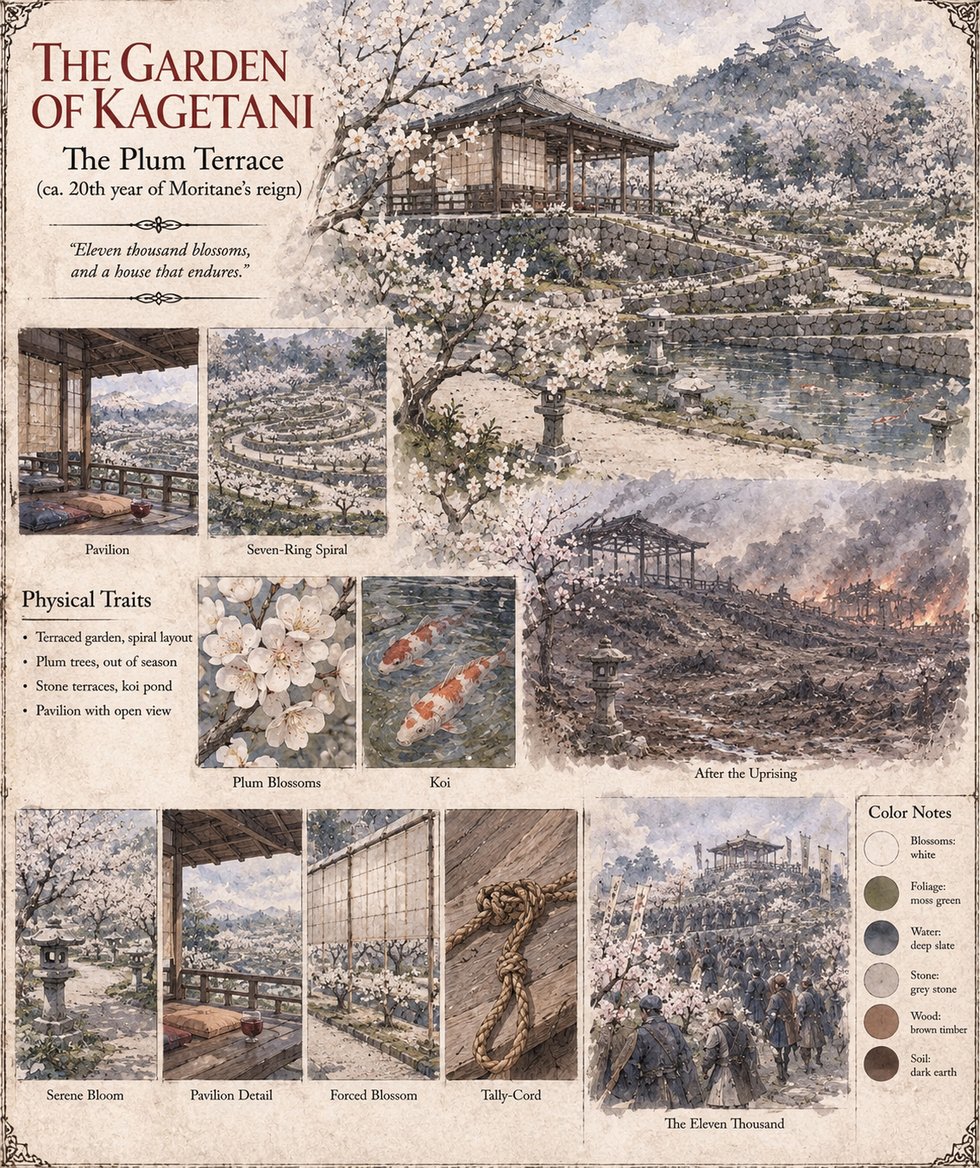 THE GARDEN
OF KAGETANI
The Plum Terrace
(ca. 20th year of Moritane's reign)
“Eleven thousand blossoms,
and a house that endures.”
Pavilion
Seven-Ring Spiral
Physical Traits
• Terraced garden, spiral layout
• Plum trees, out of season
• Stone terraces, koi pond
• Pavilion with open view
Plum Blossoms
Koi
After the Uprising
Serene Bloom
Pavilion Detail
Forced Blossom
Tally-Cord
The Eleven Thousand
Color Notes
Blossoms:
white
Foliage:
moss green
Water:
deep slate
Stone:
grey stone
Wood:
brown timber
Soil:
dark earth